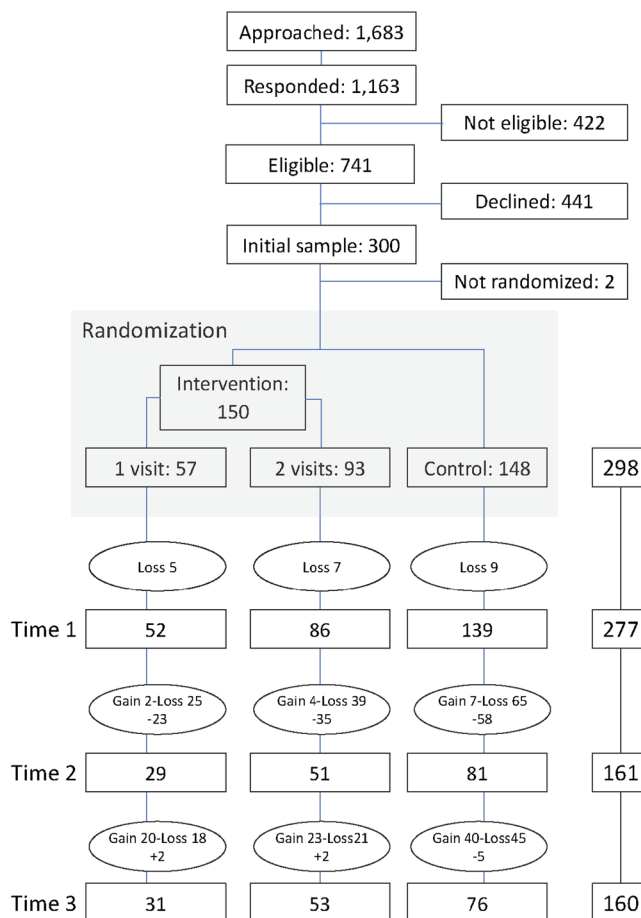 Approached: 1,683
Responded: 1,163
Not eligible: 422
Eligible: 741
Declined: 441
Initial sample: 300
Not randomized: 2
Randomization
Intervention:
150
1 visit: 57
2 visits: 93
Control: 148
298
Loss 5
Loss 7
Loss 9
Time 1
52
86
139
277
Gain 2-Loss 25
-23
Gain 4-Loss 39
-35
Gain 7-Loss 65
-58
Time 2
29
51
81
161
Gain 20-Loss 18
+2
Gain 23-Loss21
+2
Gain 40-Loss45
-5
Time 3
31
53
76
160